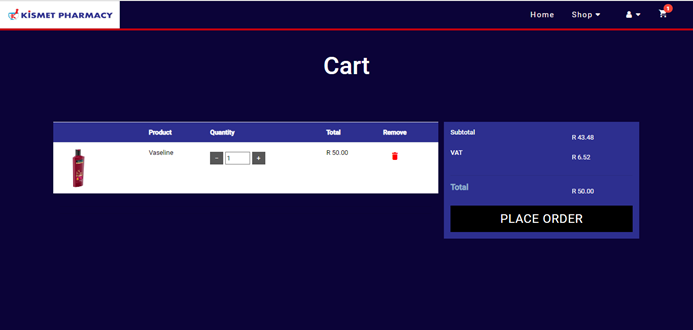 KiSMET PHARMACY
Home Shop 1
Cart
Product Quantity Total Remove
Vaseline − 1 + R 50.00
Subtotal R 43.48
VAT R 6.52
Total R 50.00
PLACE ORDER